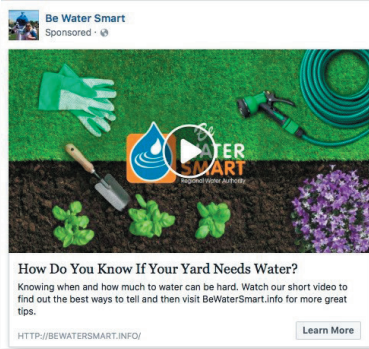 Be Water Smart
Sponsored ·
Be
WATER
SMART
Regional Water Authority
How Do You Know If Your Yard Needs Water?
Knowing when and how much to water can be hard. Watch our short video to
find out the best ways to tell and then visit BeWaterSmart.info for more great
tips.
HTTP://BEWATERSMART.INFO/
Learn More